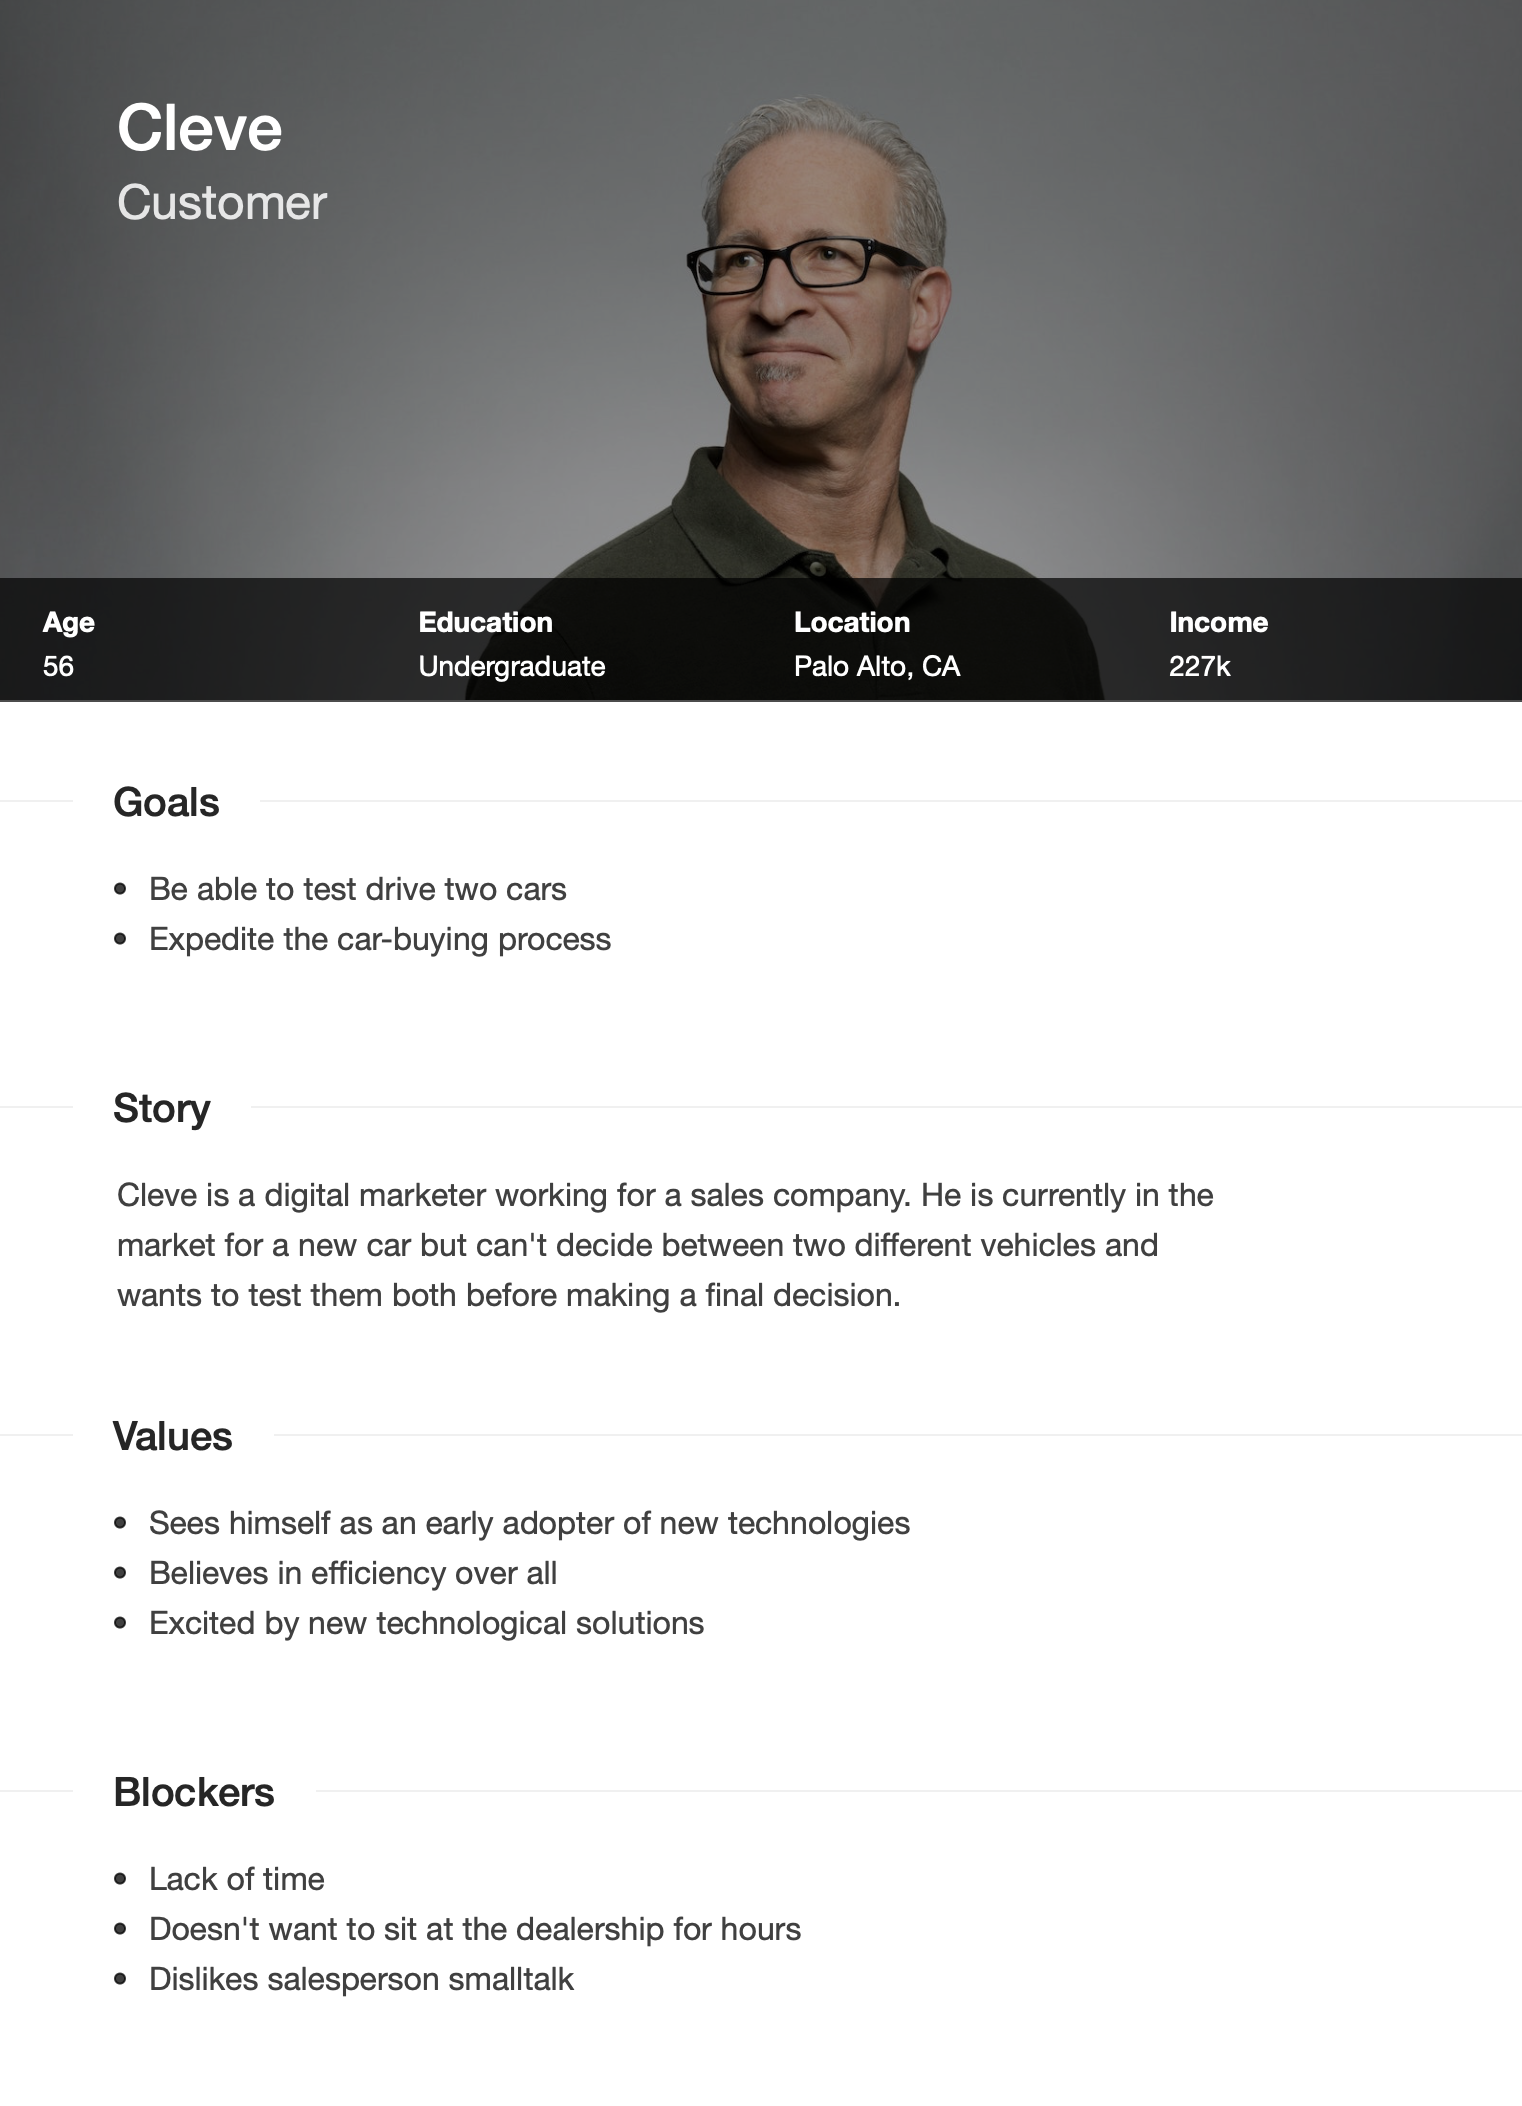 Cleve
Customer
Age
56
Education
Undergraduate
Location
Palo Alto, CA
Income
227k
Goals
Be able to test drive two cars
Expedite the car-buying process
Story
Cleve is a digital marketer working for a sales company. He is currently in the
market for a new car but can't decide between two different vehicles and
wants to test them both before making a final decision.
Values
Sees himself as an early adopter of new technologies
Believes in efficiency over all
Excited by new technological solutions
Blockers
Lack of time
Doesn't want to sit at the dealership for hours
Dislikes salesperson smalltalk